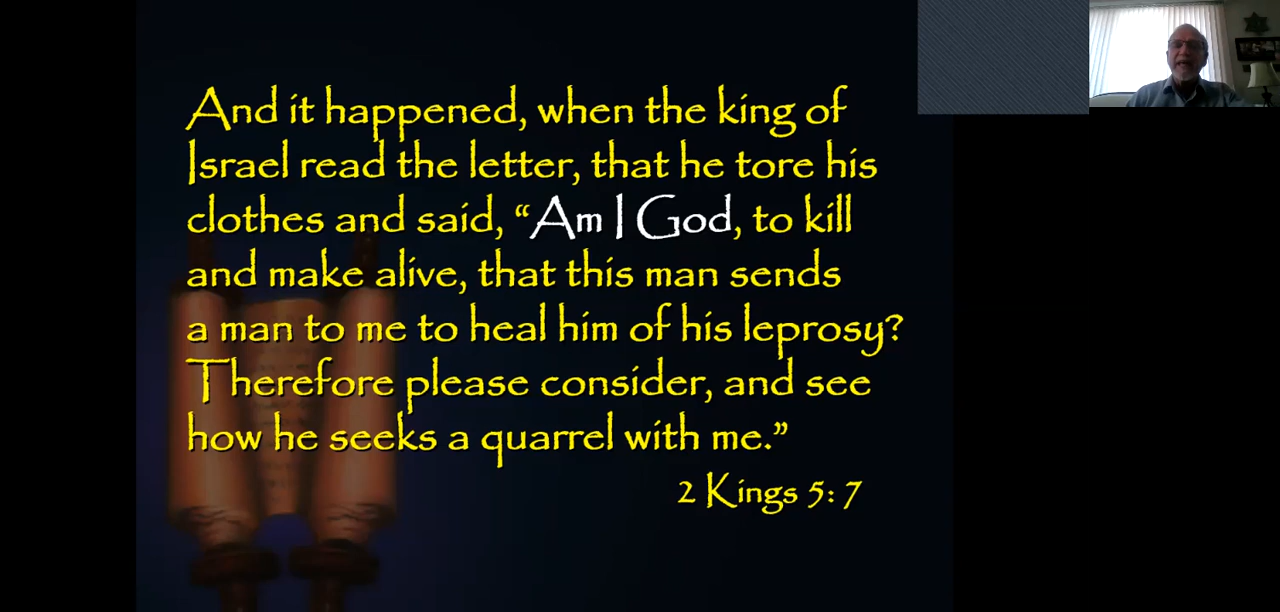 And it happened, when the king of
Israel read the letter, that he tore his
clothes and said, “Am I God, to kill
and make alive, that this man sends
a man to me to heal him of his leprosy?
Therefore please consider, and see
how he seeks a quarrel with me.”
2 Kings 5: 7